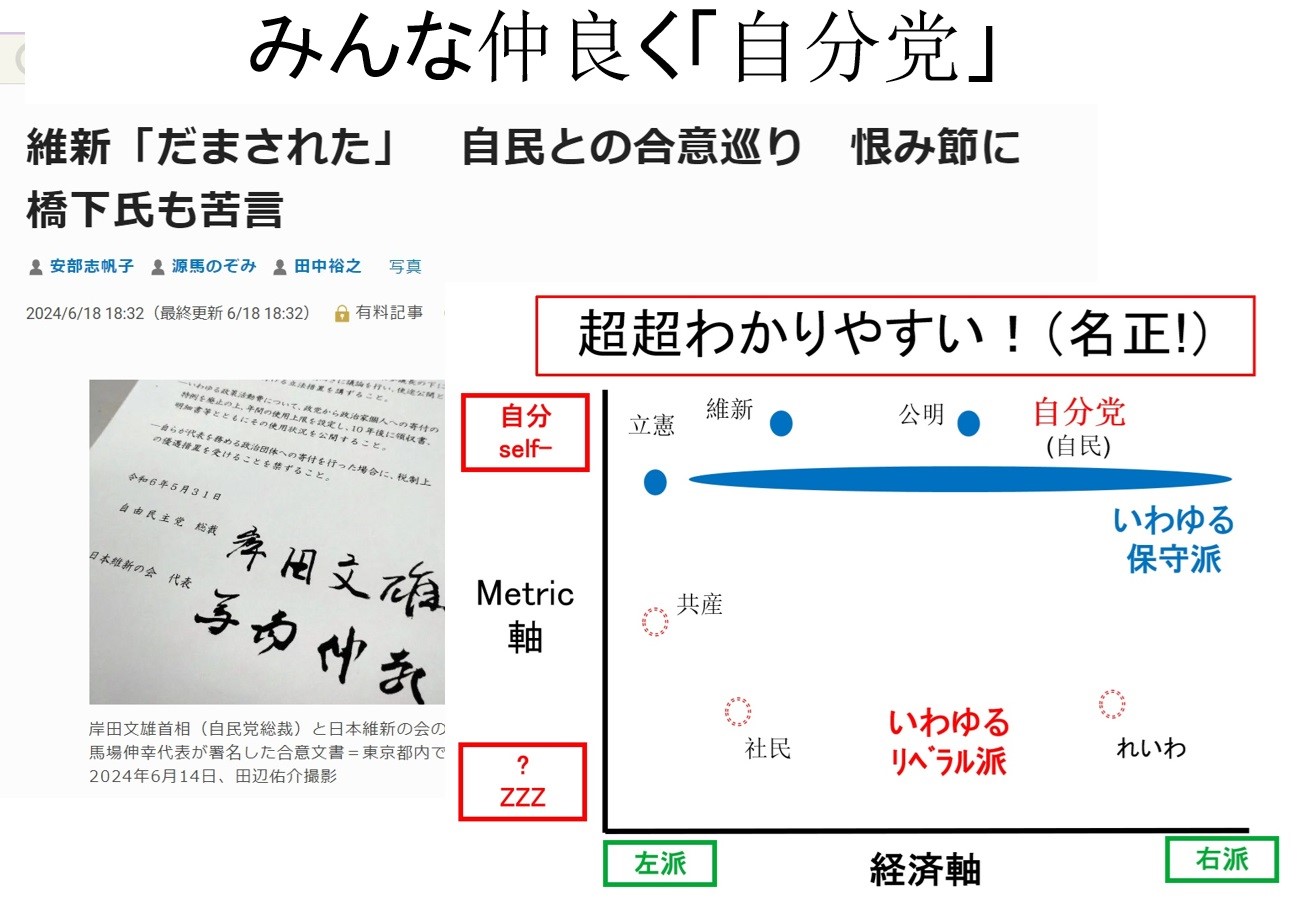 みんな仲良く「自分党」
維新「だまされた」　自民との合意巡り　恨み節に
橋下氏も苦言
安部志帆子 源馬のぞみ 田中裕之 写真
2024/6/18 18:32（最終更新 6/18 18:32） 有料記事
―いわゆる政策活動費について、政党から政治家個人への寄付の
特例を廃止の上、年間の使用上限を設定し、10年後に領収書、
明細書等とともにその使用状況を公開すること。
―自らが代表を務める政治団体への寄付を行った場合に、税制上
の優遇措置を受けることを禁ずること。
令和6年5月31日
自由民主党 総裁
岸田文雄
日本維新の会 代表
馬場伸幸
岸田文雄首相（自民党総裁）と日本維新の会の
馬場伸幸代表が署名した合意文書＝東京都内で
2024年6月14日、田辺佑介撮影
超超わかりやすい！（名正!）
自分
self−
立憲
維新
公明
自分党
(自民)
いわゆる
保守派
Metric
軸
共産
社民
いわゆる
ﾘﾍﾞﾗﾙ派
れいわ
?
ZZZ
左派
経済軸
右派